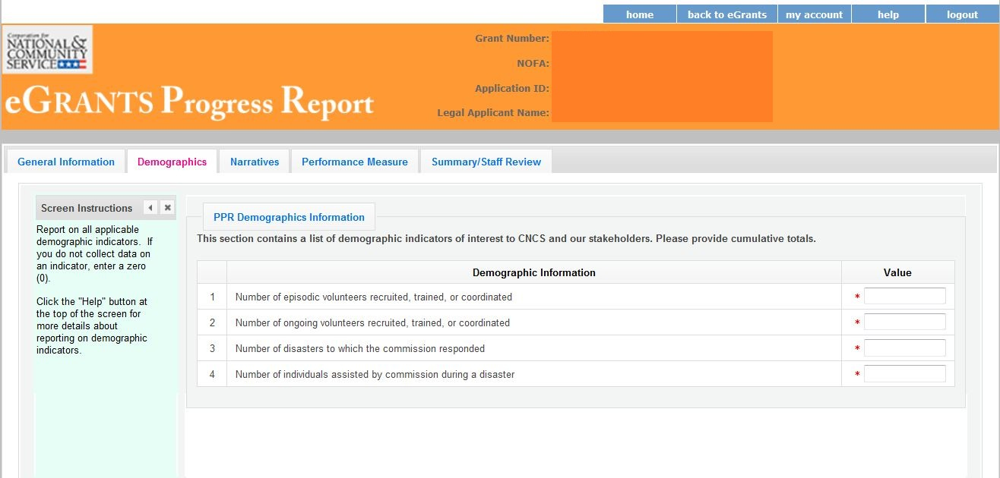 home back to eGrants my account help logout
Corporation for
NATIONAL &
COMMUNITY
SERVICE
eGRANTS Progress Report
Grant Number:
NOFA:
Application ID:
Legal Applicant Name:
General Information Demographics Narratives Performance Measure Summary/Staff Review
Screen Instructions
Report on all applicable
demographic indicators. If
you do not collect data on
an indicator, enter a zero
(0).
Click the "Help" button at
the top of the screen for
more details about
reporting on demographic
indicators.
PPR Demographics Information
This section contains a list of demographic indicators of interest to CNCS and our stakeholders. Please provide cumulative totals.
Demographic Information Value
1 Number of episodic volunteers recruited, trained, or coordinated *
2 Number of ongoing volunteers recruited, trained, or coordinated *
3 Number of disasters to which the commission responded *
4 Number of individuals assisted by commission during a disaster *